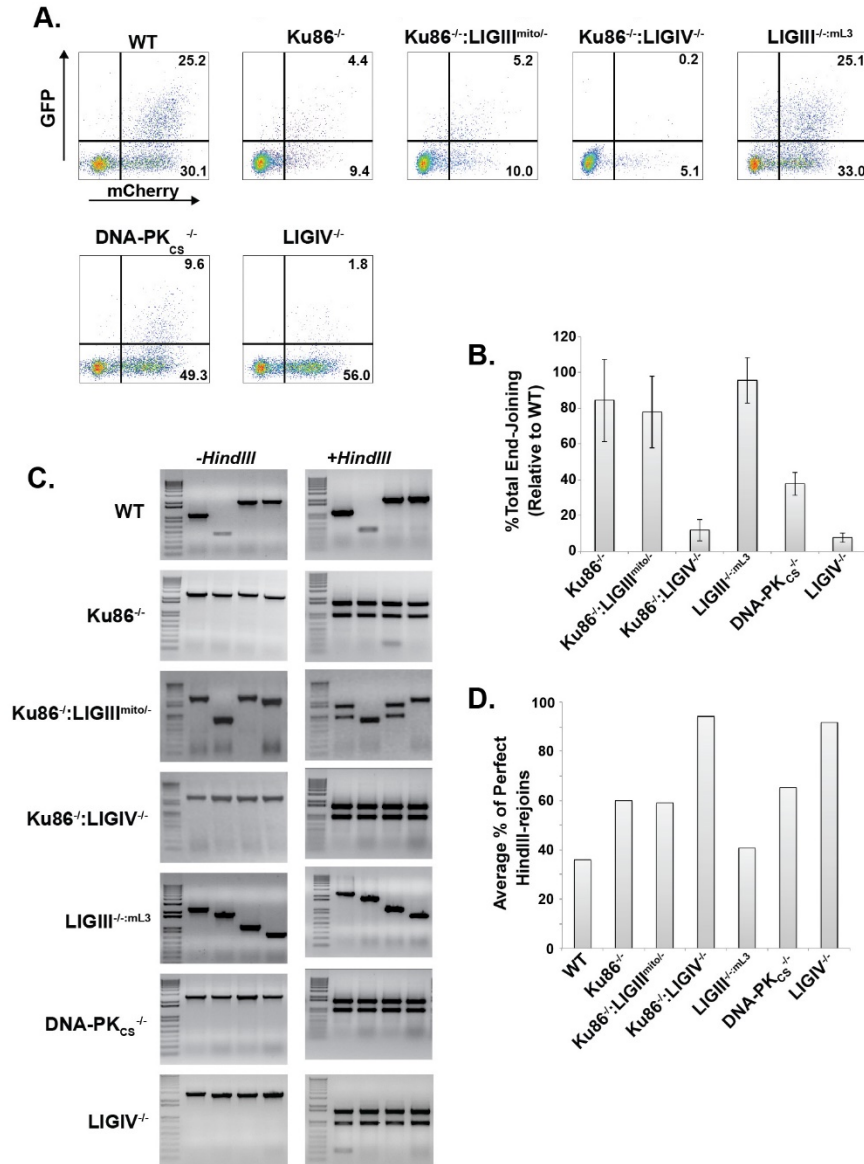 A.
WT
Ku86-/-
Ku86-/-:LIGIIImito/-
Ku86-/-:LIGIV-/-
LIGIII-/-:mL3
GFP
25.2
30.1
4.4
9.4
5.2
10.0
0.2
5.1
25.1
33.0
mCherry
DNA-PKCS-/-
LIGIV-/-
9.6
49.3
1.8
56.0
B.
% Total End-Joining
(Relative to WT)
120
100
80
60
40
20
0
Ku86-/-
Ku86-/-:LIGIIImito/-
Ku86-/-:LIGIV-/-
LIGIII-/-:mL3
DNA-PKCS-/-
LIGIV-/-
C.
-HindIII
+HindIII
WT
Ku86-/-
Ku86-/-:LIGIIImito/-
Ku86-/-:LIGIV-/-
LIGIII-/-:mL3
DNA-PKCS-/-
LIGIV-/-
D.
Average % of Perfect
HindIII-rejoins
100
80
60
40
20
0
WT
Ku86-/-
Ku86-/-:LIGIIImito/-
Ku86-/-:LIGIV-/-
LIGIII-/-:mL3
DNA-PKCS-/-
LIGIV-/-